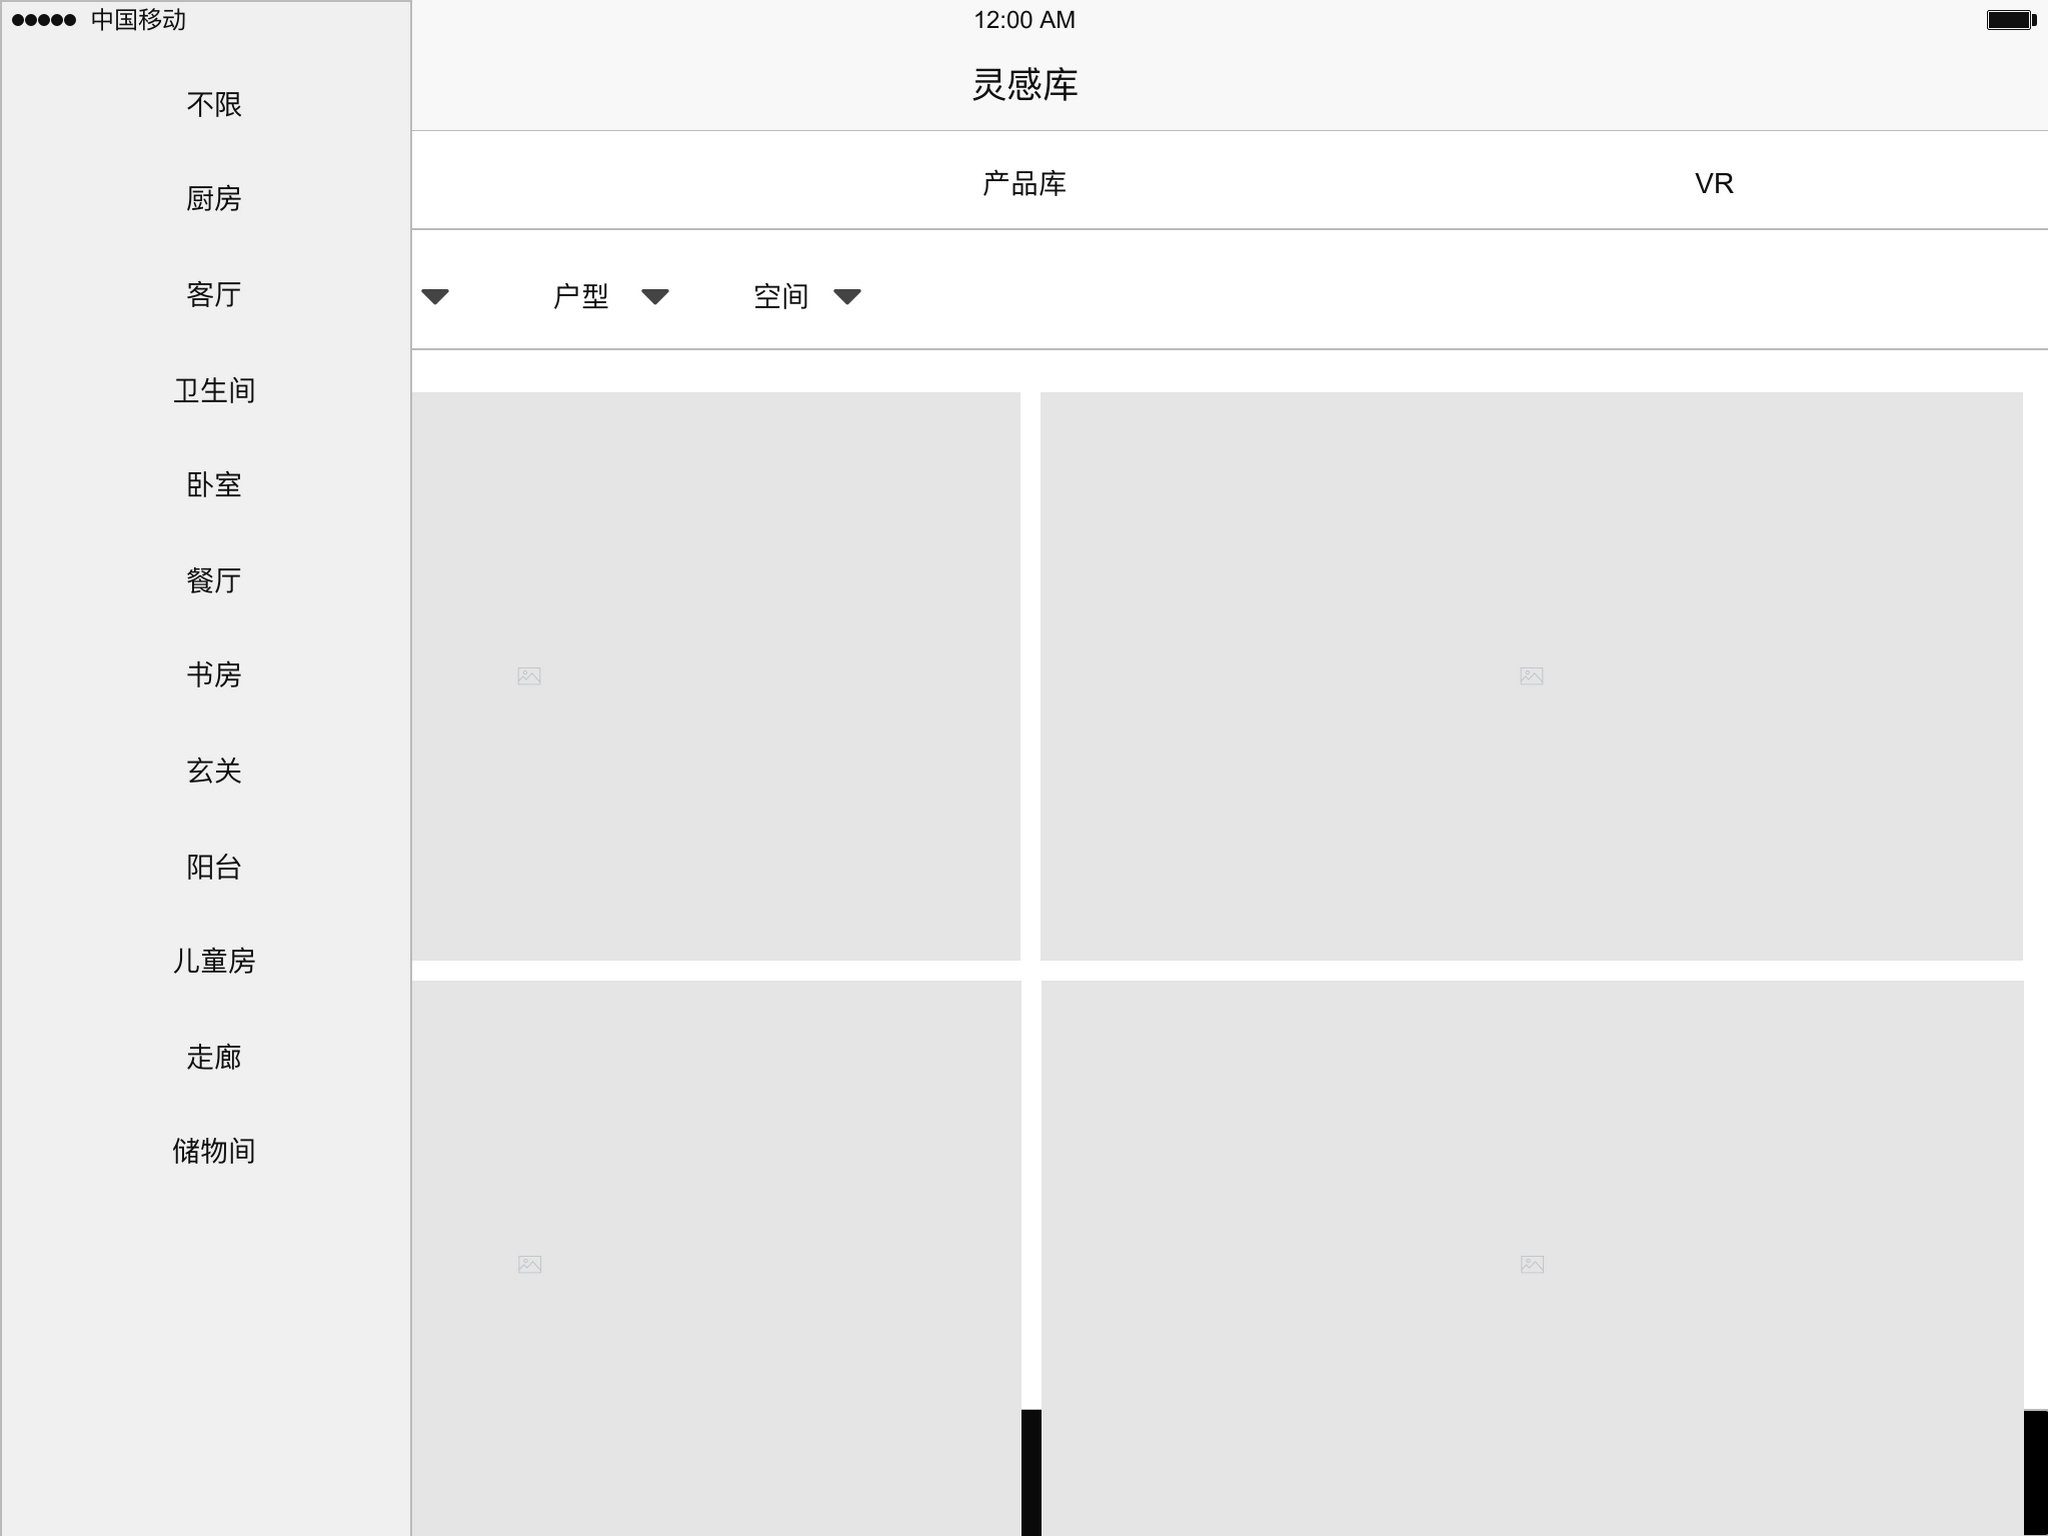 中国移动
12:00 AM
灵感库
产品库
VR
户型
空间
不限
厨房
客厅
卫生间
卧室
餐厅
书房
玄关
阳台
儿童房
走廊
储物间